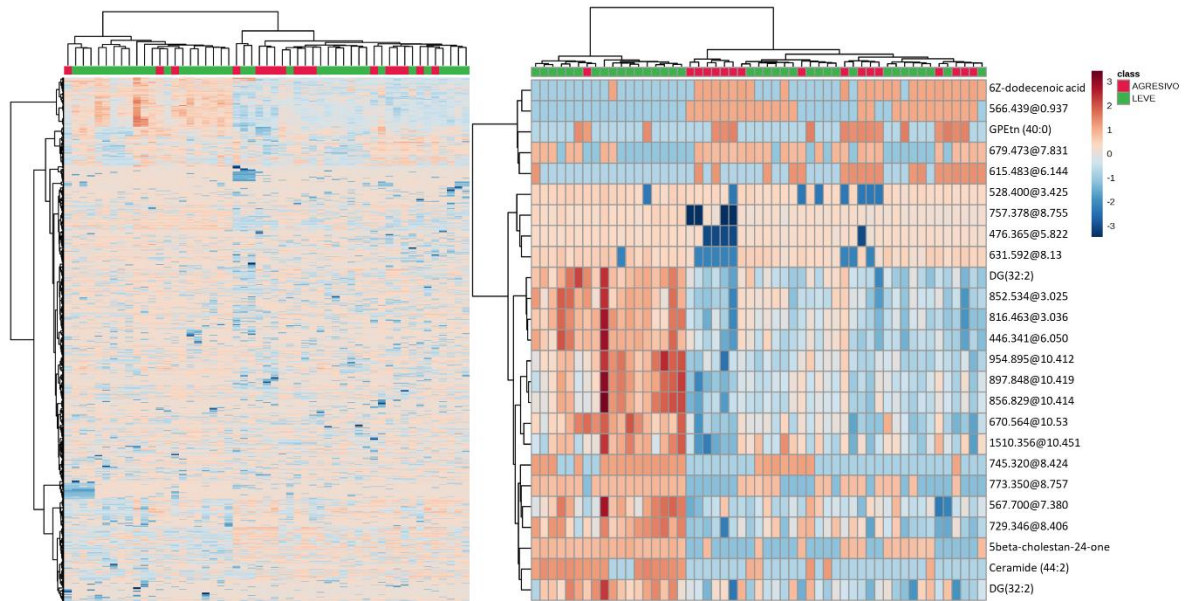 class
AGRESIVO
LEVE
3
2
1
0
-1
-2
-3
6Z-dodecenoic acid
566.439@0.937
GPEtn (40:0)
679.473@7.831
615.483@6.144
528.400@3.425
757.378@8.755
476.365@5.822
631.592@8.13
DG(32:2)
852.534@3.025
816.463@3.036
446.341@6.050
954.895@10.412
897.848@10.419
856.829@10.414
670.564@10.53
1510.356@10.451
745.320@8.424
773.350@8.757
567.700@7.380
729.346@8.406
5beta-cholestan-24-one
Ceramide (44:2)
DG(32:2)